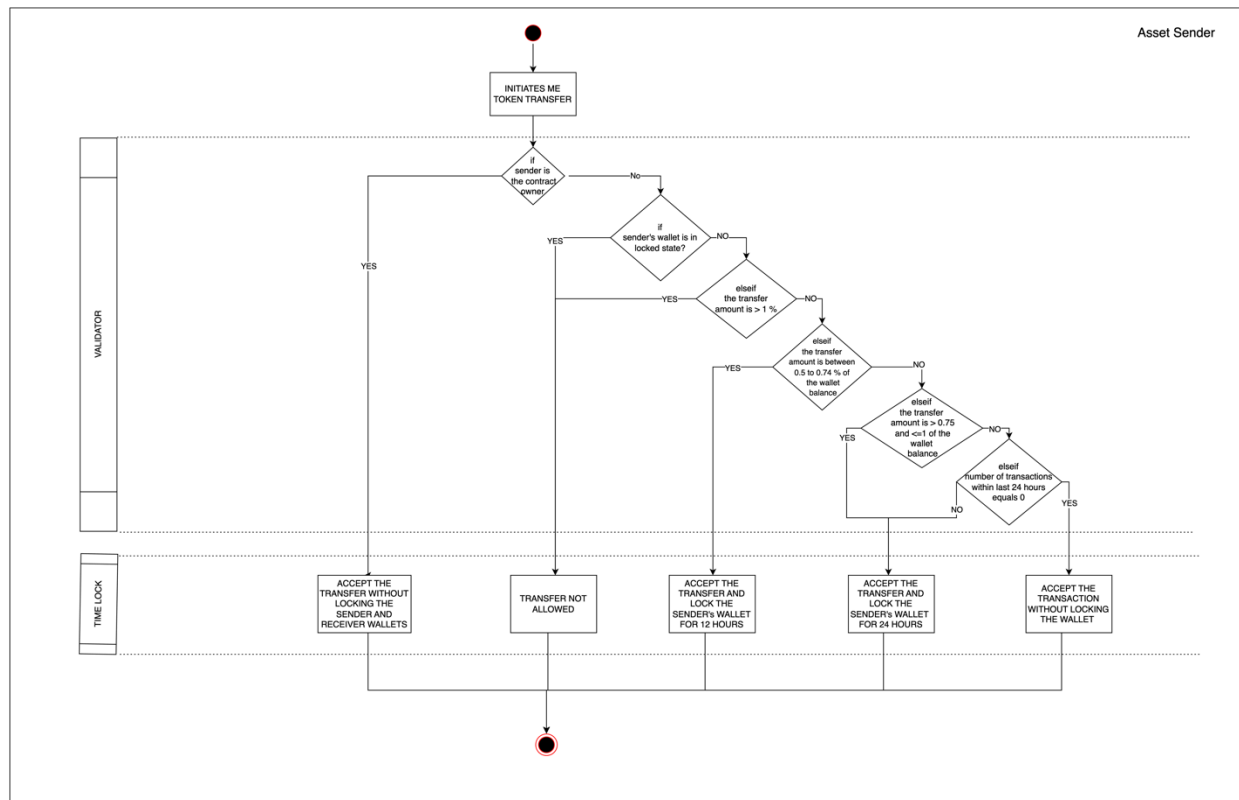 Asset Sender
INITIATES ME
TOKEN TRANSFER
if
sender is
the contract
owner
No
YES
if
sender's wallet is in
locked state?
YES
NO
elseif
the transfer
amount is > 1 %
YES
NO
elseif
the transfer
amount is between
0.5 to 0.74 % of
the wallet
balance
YES
NO
elseif
the transfer
amount is > 0.75
and <=1 of the
wallet
balance
YES
NO
elseif
number of transactions
within last 24 hours
equals 0
NO
YES
VALIDATOR
TIME LOCK
ACCEPT THE
TRANSFER WITHOUT
LOCKING THE
SENDER AND
RECEIVER WALLETS
TRANSFER NOT
ALLOWED
ACCEPT THE
TRANSFER AND
LOCK THE
SENDER's WALLET
FOR 12 HOURS
ACCEPT THE
TRANSFER AND
LOCK THE
SENDER's WALLET
FOR 24 HOURS
ACCEPT THE
TRANSACTION
WITHOUT LOCKING
THE WALLET